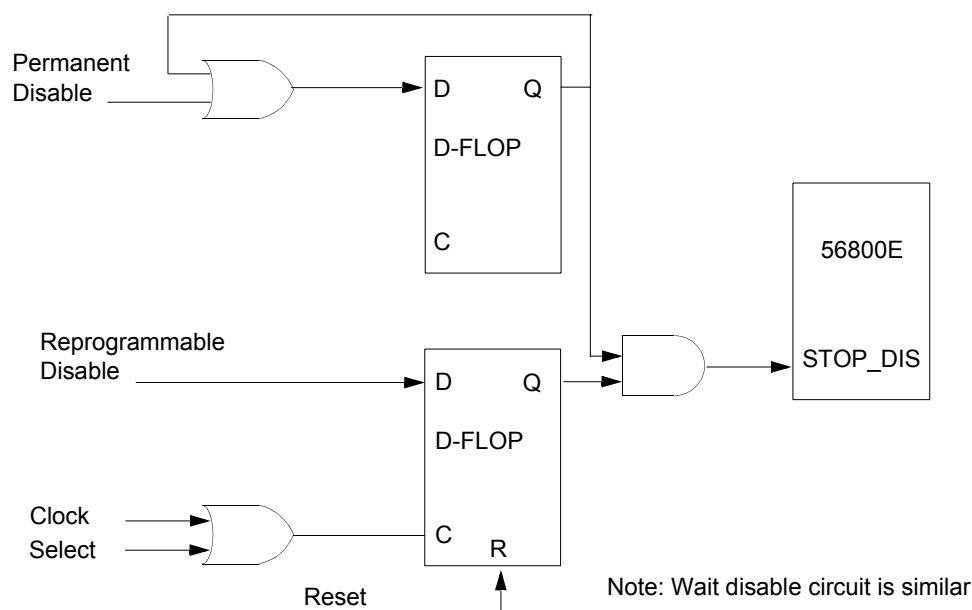 Permanent
Disable
D
Q
D-FLOP
C
56800E
STOP_DIS
Reprogrammable
Disable
D
Q
D-FLOP
C
R
Clock
Select
Reset
Note: Wait disable circuit is similar